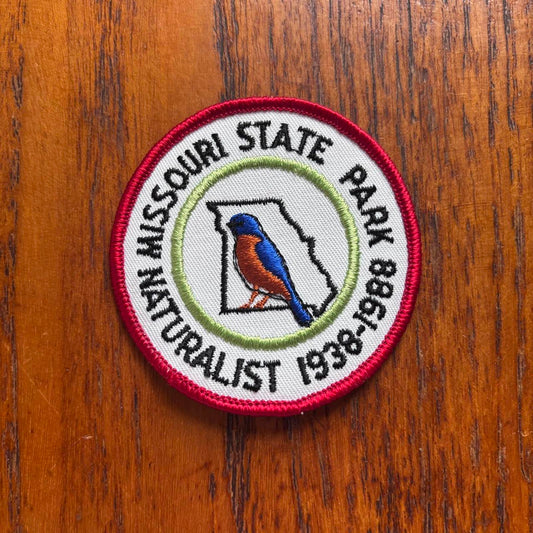 MISSOURI STATE PARK
NATURALIST 1938-1988